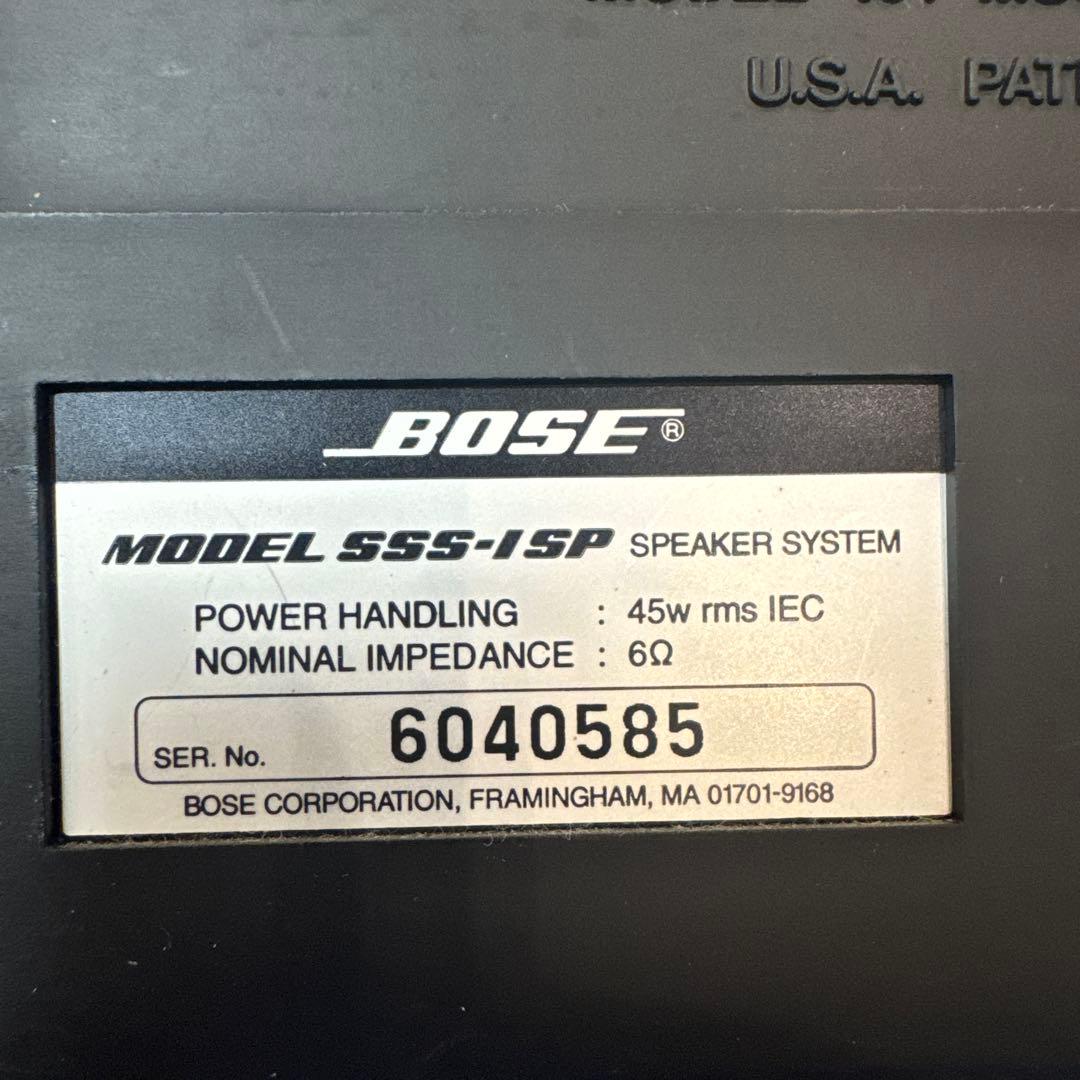 U.S.A.
BOSE®
MODEL SSS-1SP SPEAKER SYSTEM
POWER HANDLING : 45w rms IEC
NOMINAL IMPEDANCE : 6Ω
SER. No. 6040585
BOSE CORPORATION, FRAMINGHAM, MA 01701-9168